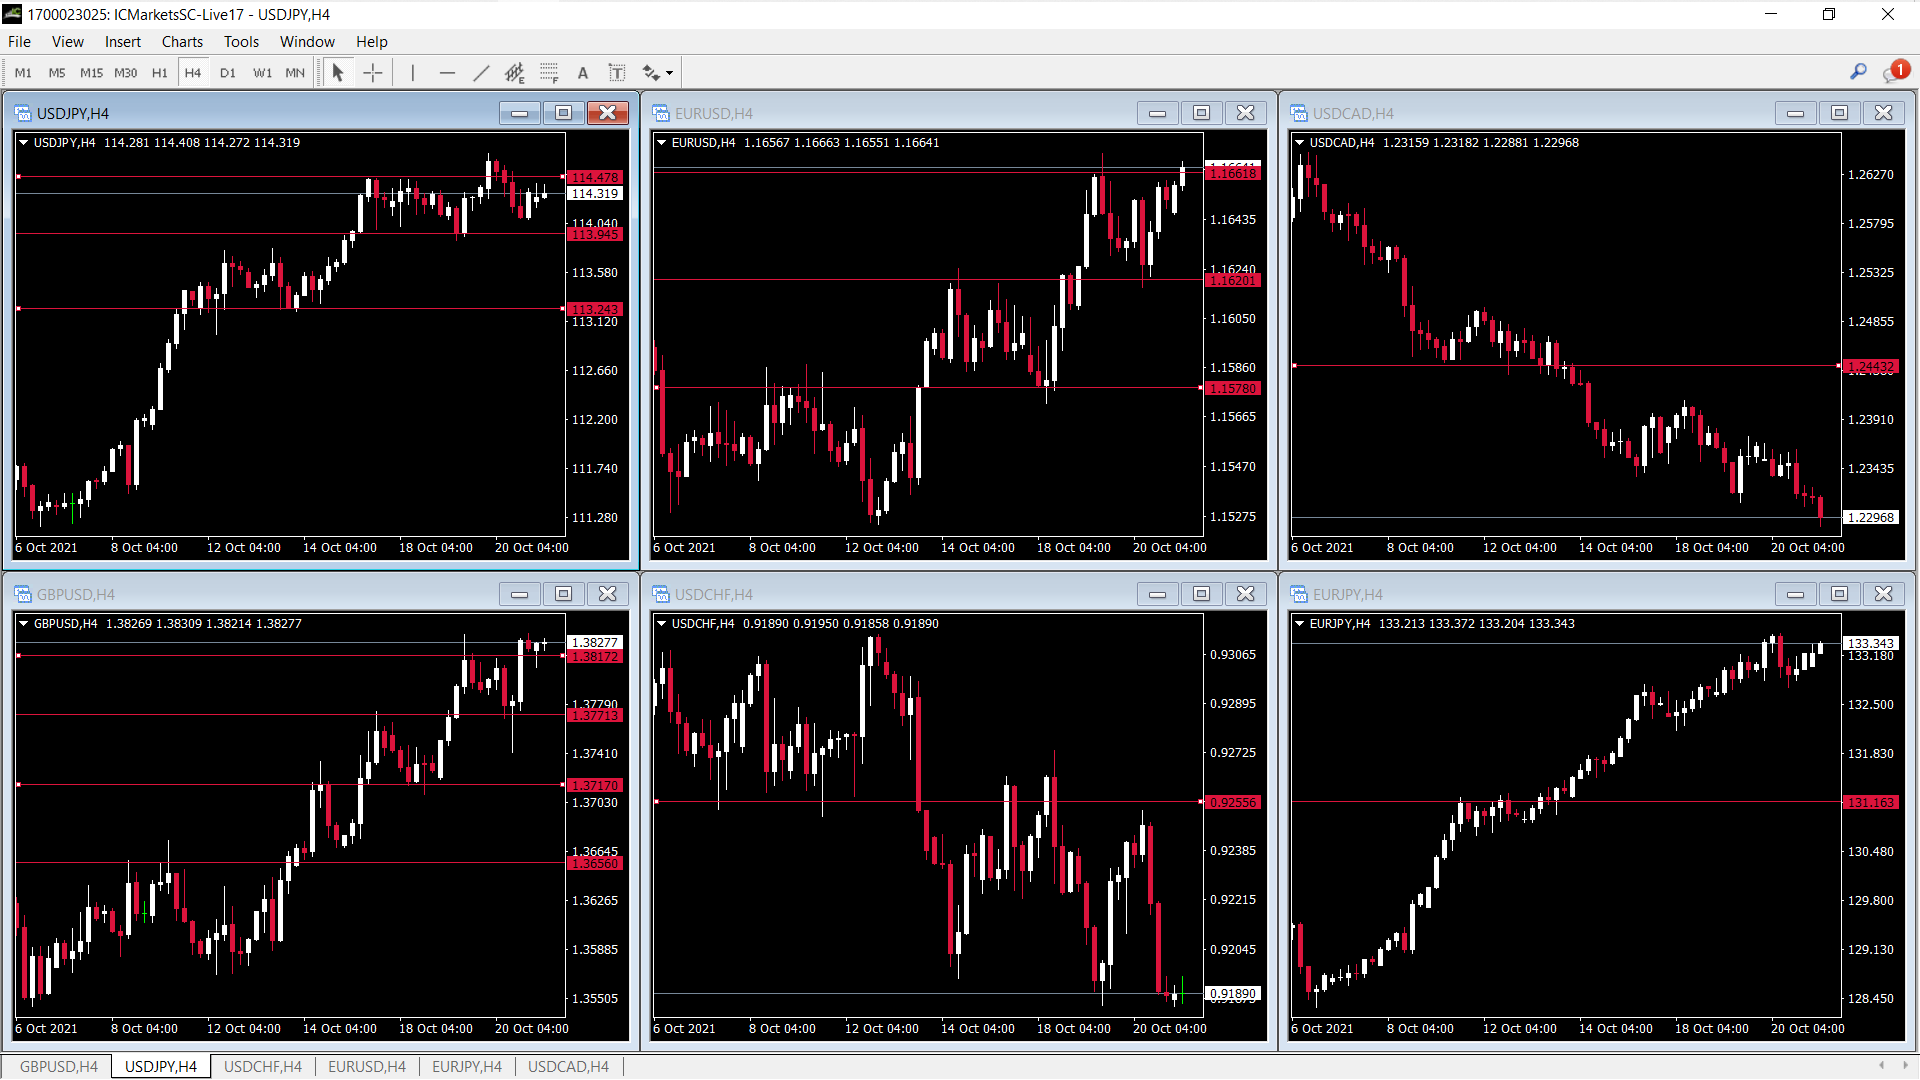 1700023025: ICMarketsSC-Live17 - USDJPY,H4
File View Insert Charts Tools Window Help
M1 M5 M15 M30 H1 H4 D1 W1 MN E F A T 1
USDJPY,H4
USDJPY,H4 114.281 114.408 114.272 114.319
114.478
114.319
114.040
113.945
113.580
113.243
113.120
112.660
112.200
111.740
111.280
6 Oct 2021 8 Oct 04:00 12 Oct 04:00 14 Oct 04:00 18 Oct 04:00 20 Oct 04:00
EURUSD,H4
EURUSD,H4 1.16567 1.16663 1.16551 1.16641
1.16641
1.16618
1.16435
1.16240
1.16201
1.16050
1.15860
1.15780
1.15665
1.15470
1.15275
6 Oct 2021 8 Oct 04:00 12 Oct 04:00 14 Oct 04:00 18 Oct 04:00 20 Oct 04:00
USDCAD,H4
USDCAD,H4 1.23159 1.23182 1.22881 1.22968
1.26270
1.25795
1.25325
1.24855
1.24432
1.23910
1.23435
1.22968
6 Oct 2021 8 Oct 04:00 12 Oct 04:00 14 Oct 04:00 18 Oct 04:00 20 Oct 04:00
GBPUSD,H4
GBPUSD,H4 1.38269 1.38309 1.38214 1.38277
1.38277
1.38172
1.37790
1.37713
1.37410
1.37170
1.37030
1.36645
1.36560
1.36265
1.35885
1.35505
6 Oct 2021 8 Oct 04:00 12 Oct 04:00 14 Oct 04:00 18 Oct 04:00 20 Oct 04:00
USDCHF,H4
USDCHF,H4 0.91890 0.91950 0.91858 0.91890
0.93065
0.92895
0.92725
0.92556
0.92385
0.92215
0.92045
0.91890
6 Oct 2021 8 Oct 04:00 12 Oct 04:00 14 Oct 04:00 18 Oct 04:00 20 Oct 04:00
EURJPY,H4
EURJPY,H4 133.213 133.372 133.204 133.343
133.343
133.180
132.500
131.830
131.163
130.480
129.800
129.130
128.450
6 Oct 2021 8 Oct 04:00 12 Oct 04:00 14 Oct 04:00 18 Oct 04:00 20 Oct 04:00
GBPUSD,H4 USDJPY,H4 USDCHF,H4 EURUSD,H4 EURJPY,H4 USDCAD,H4